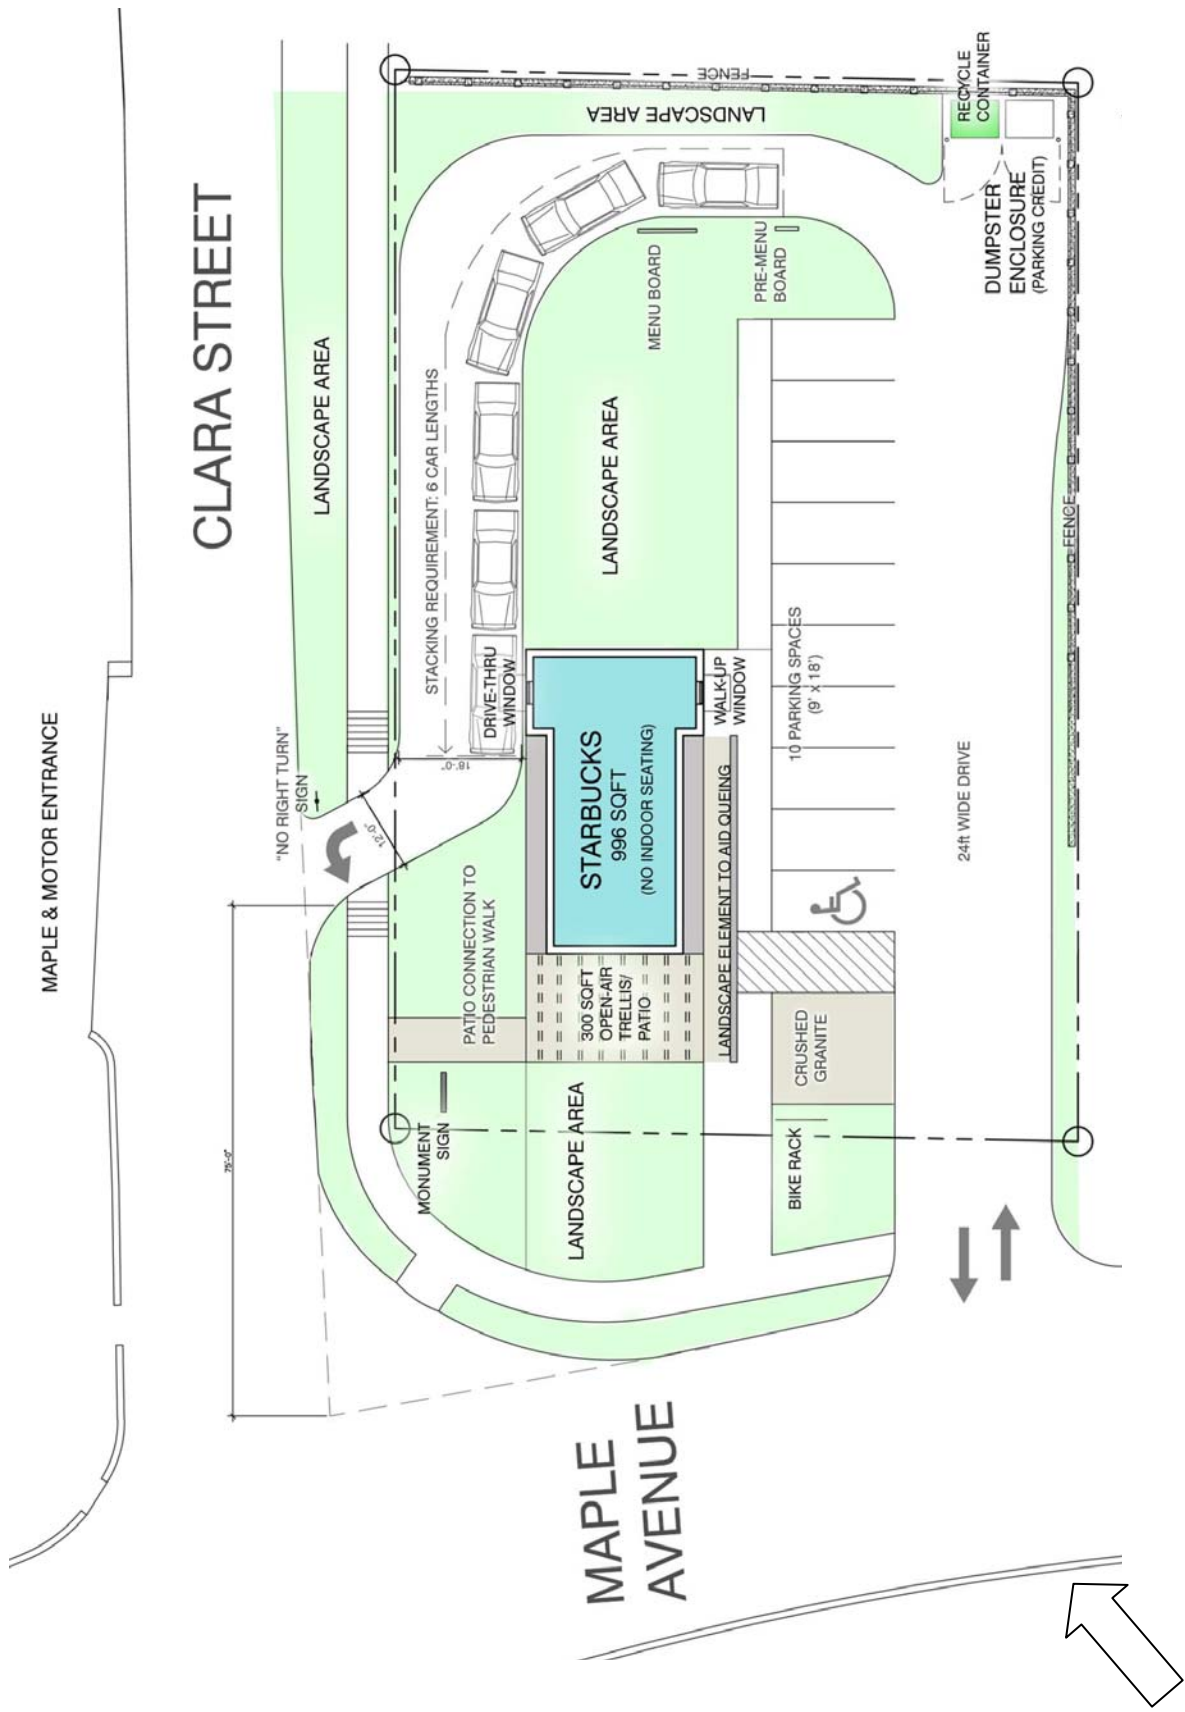 FENCE
LANDSCAPE AREA
RECYCLE
CONTAINER
DUMPSTER
ENCLOSURE
(PARKING CREDIT)
CLARA STREET
LANDSCAPE AREA
STACKING REQUIREMENT: 6 CAR LENGTHS
MENU BOARD
PRE-MENU
BOARD
LANDSCAPE AREA
FENCE
MAPLE & MOTOR ENTRANCE
"NO RIGHT TURN"
SIGN
DRIVE-THRU
WINDOW
18'-0"
12'-0"
WALK-UP
WINDOW
10 PARKING SPACES
(9' x 18')
STARBUCKS
996 SQFT
(NO INDOOR SEATING)
24ft WIDE DRIVE
PATIO CONNECTION TO
PEDESTRIAN WALK
300 SQFT
OPEN-AIR
TRELLIS/
PATIO
LANDSCAPE ELEMENT TO AID QUEING
CRUSHED
GRANITE
75'-0"
MONUMENT
SIGN
LANDSCAPE AREA
BIKE RACK
MAPLE
AVENUE